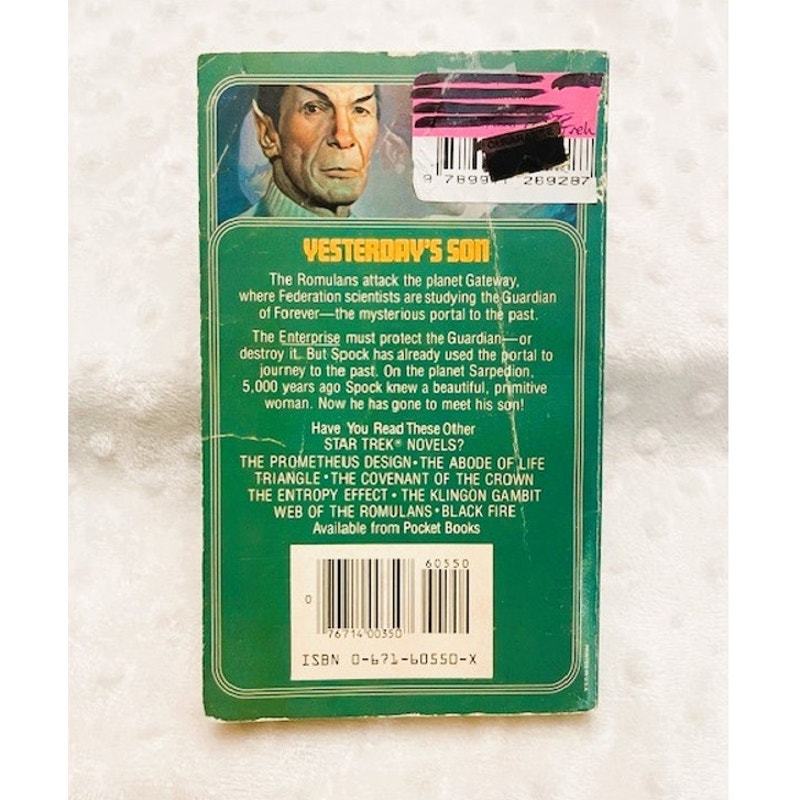 Trek
9 789991 269287
YESTERDAY'S SON
The Romulans attack the planet Gateway,
where Federation scientists are studying the Guardian
of Forever—the mysterious portal to the past.
The Enterprise must protect the Guardian—or
destroy it. But Spock has already used the portal to
journey to the past. On the planet Sarpedion,
5,000 years ago Spock knew a beautiful, primitive
woman. Now he has gone to meet his son!
Have You Read These Other
STAR TREK® NOVELS?
THE PROMETHEUS DESIGN•THE ABODE OF LIFE
TRIANGLE•THE COVENANT OF THE CROWN
THE ENTROPY EFFECT•THE KLINGON GAMBIT
WEB OF THE ROMULANS•BLACK FIRE
Available from Pocket Books
60550
0
76714 00350
ISBN 0-671-60550-X